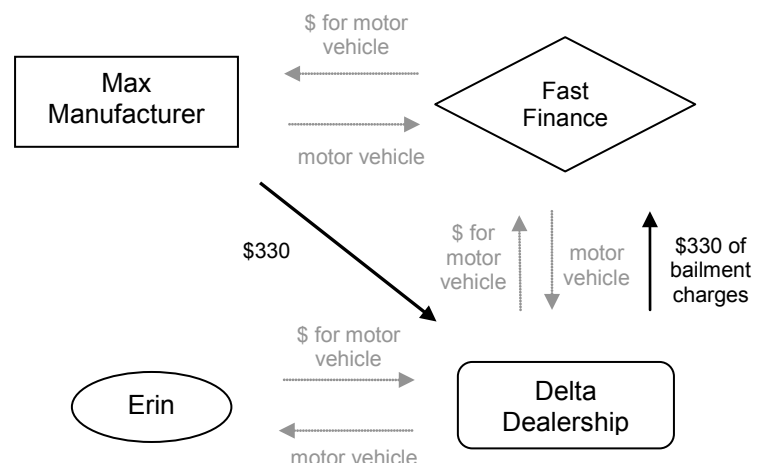 $ for motor
vehicle
Max
Manufacturer
Fast
Finance
motor vehicle
$330
$ for
motor
vehicle
motor
vehicle
$330 of
bailment
charges
$ for motor
vehicle
Erin
Delta
Dealership
motor vehicle